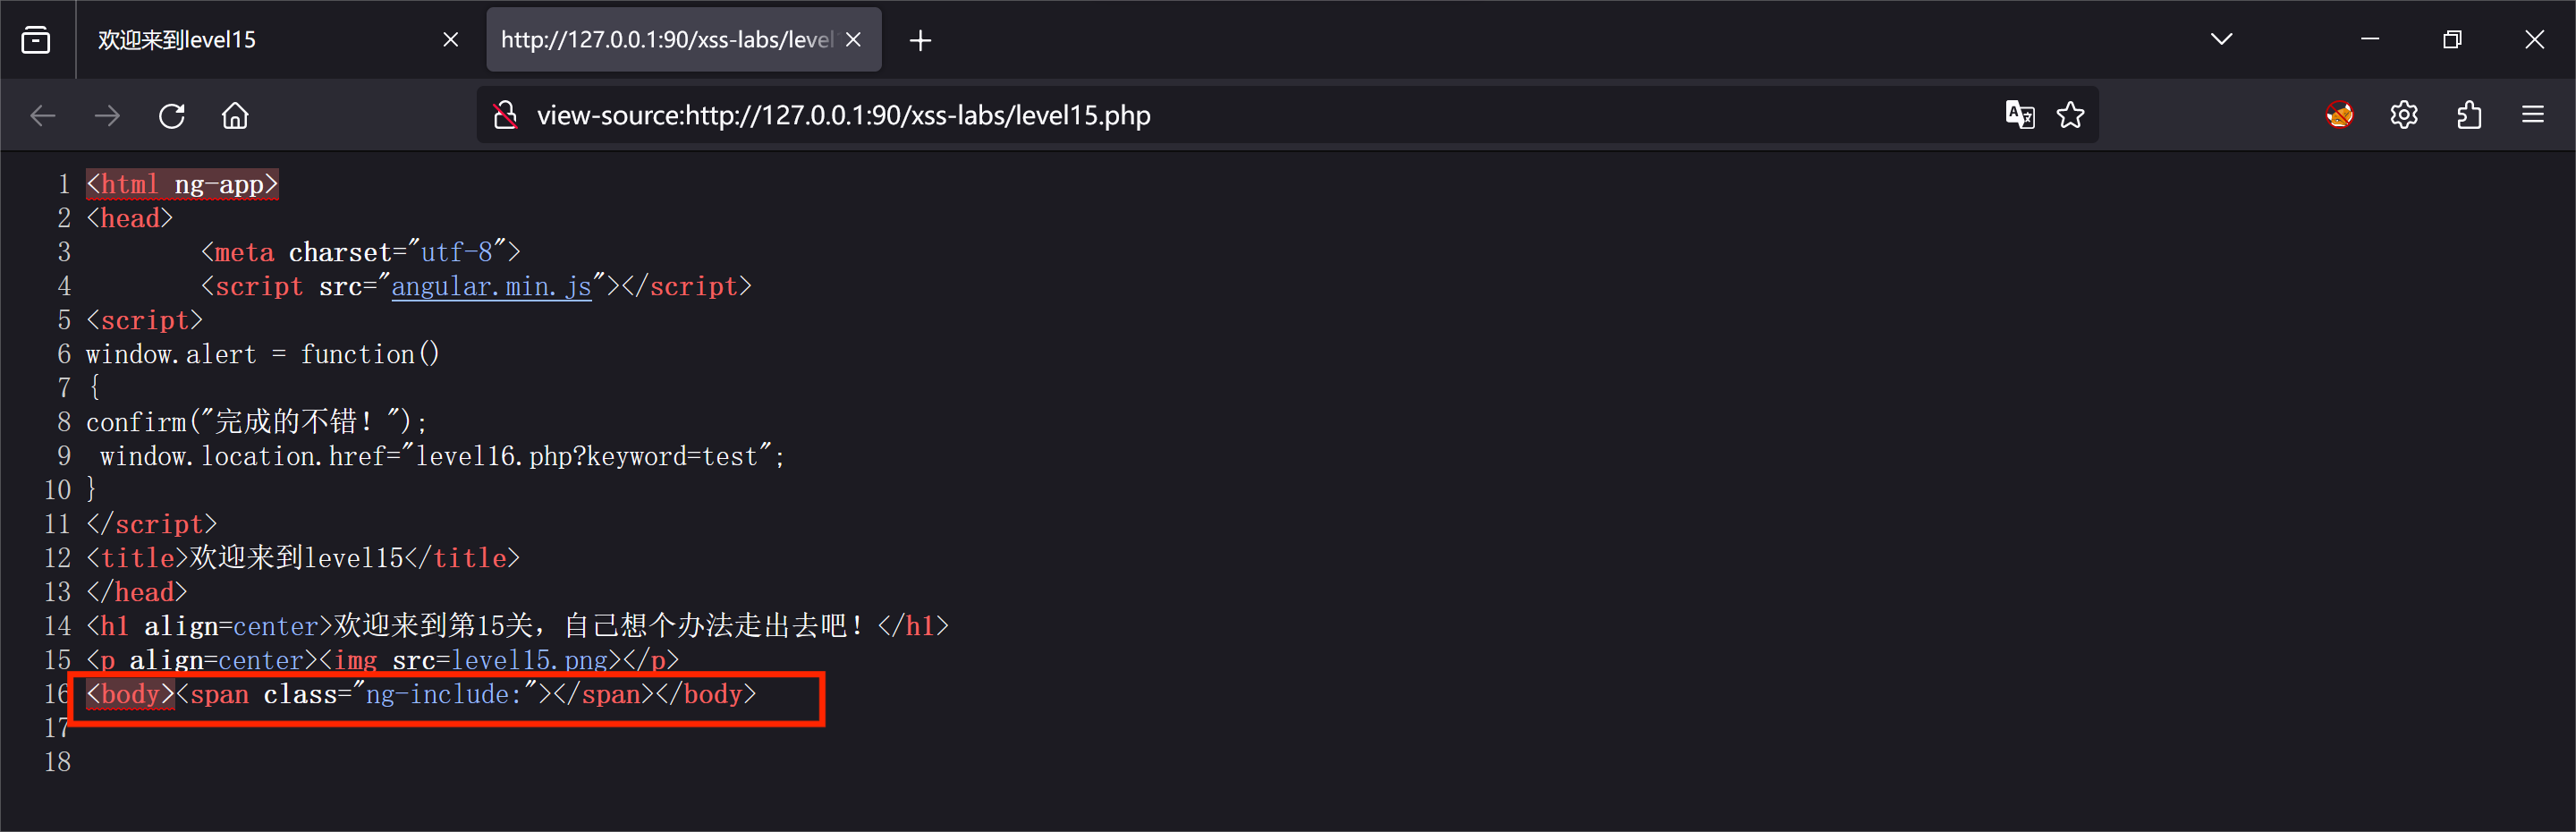 欢迎来到level15
http://127.0.0.1:90/xss-labs/level
view-source:http://127.0.0.1:90/xss-labs/level15.php
1 <html ng-app>
2 <head>
3 <meta charset="utf-8">
4 <script src="angular.min.js"></script>
5 <script>
6 window.alert = function()
7 {
8 confirm("完成的不错！");
9 window.location.href="level16.php?keyword=test";
10 }
11 </script>
12 <title>欢迎来到level15</title>
13 </head>
14 <h1 align=center>欢迎来到第15关，自己想个办法走出去吧！</h1>
15 <p align=center><img src=level15.png></p>
16 <body><span class="ng-include:"></span></body>
17
18